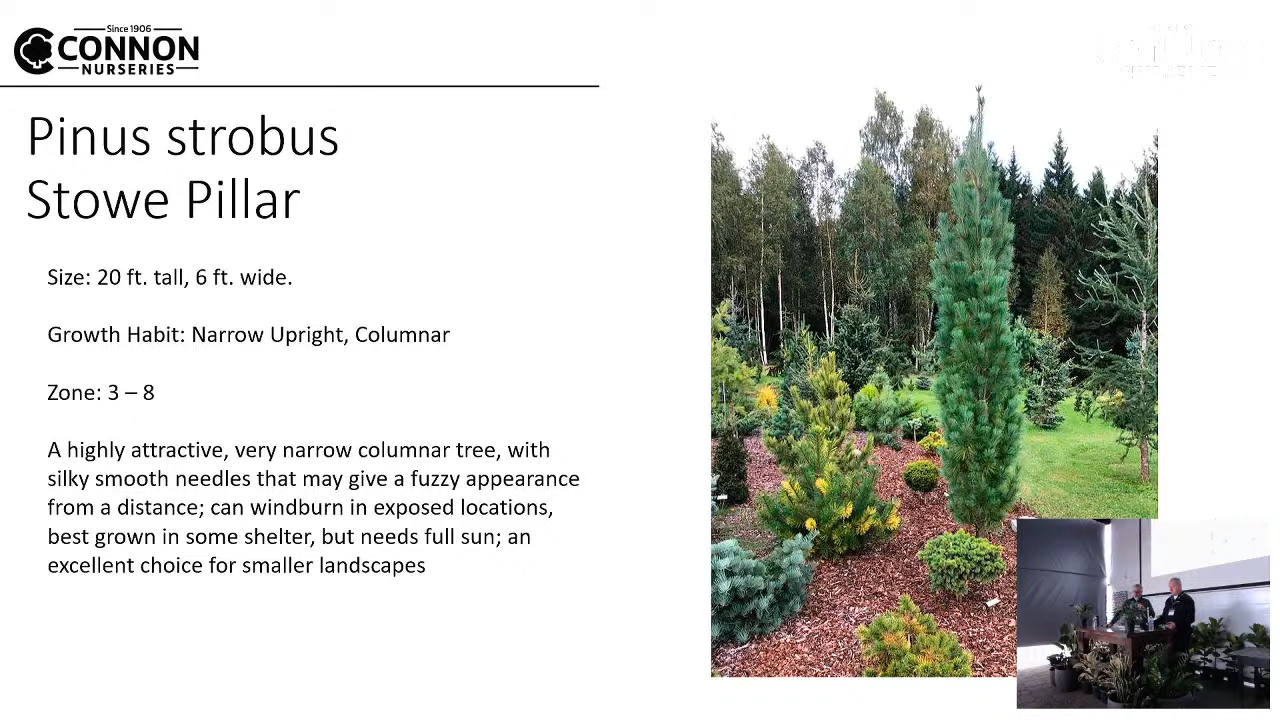 Since 1906
CONNON
NURSERIES
Pinus strobus
Stowe Pillar
Size: 20 ft. tall, 6 ft. wide.
Growth Habit: Narrow Upright, Columnar
Zone: 3 – 8
A highly attractive, very narrow columnar tree, with
silky smooth needles that may give a fuzzy appearance
from a distance; can windburn in exposed locations,
best grown in some shelter, but needs full sun; an
excellent choice for smaller landscapes